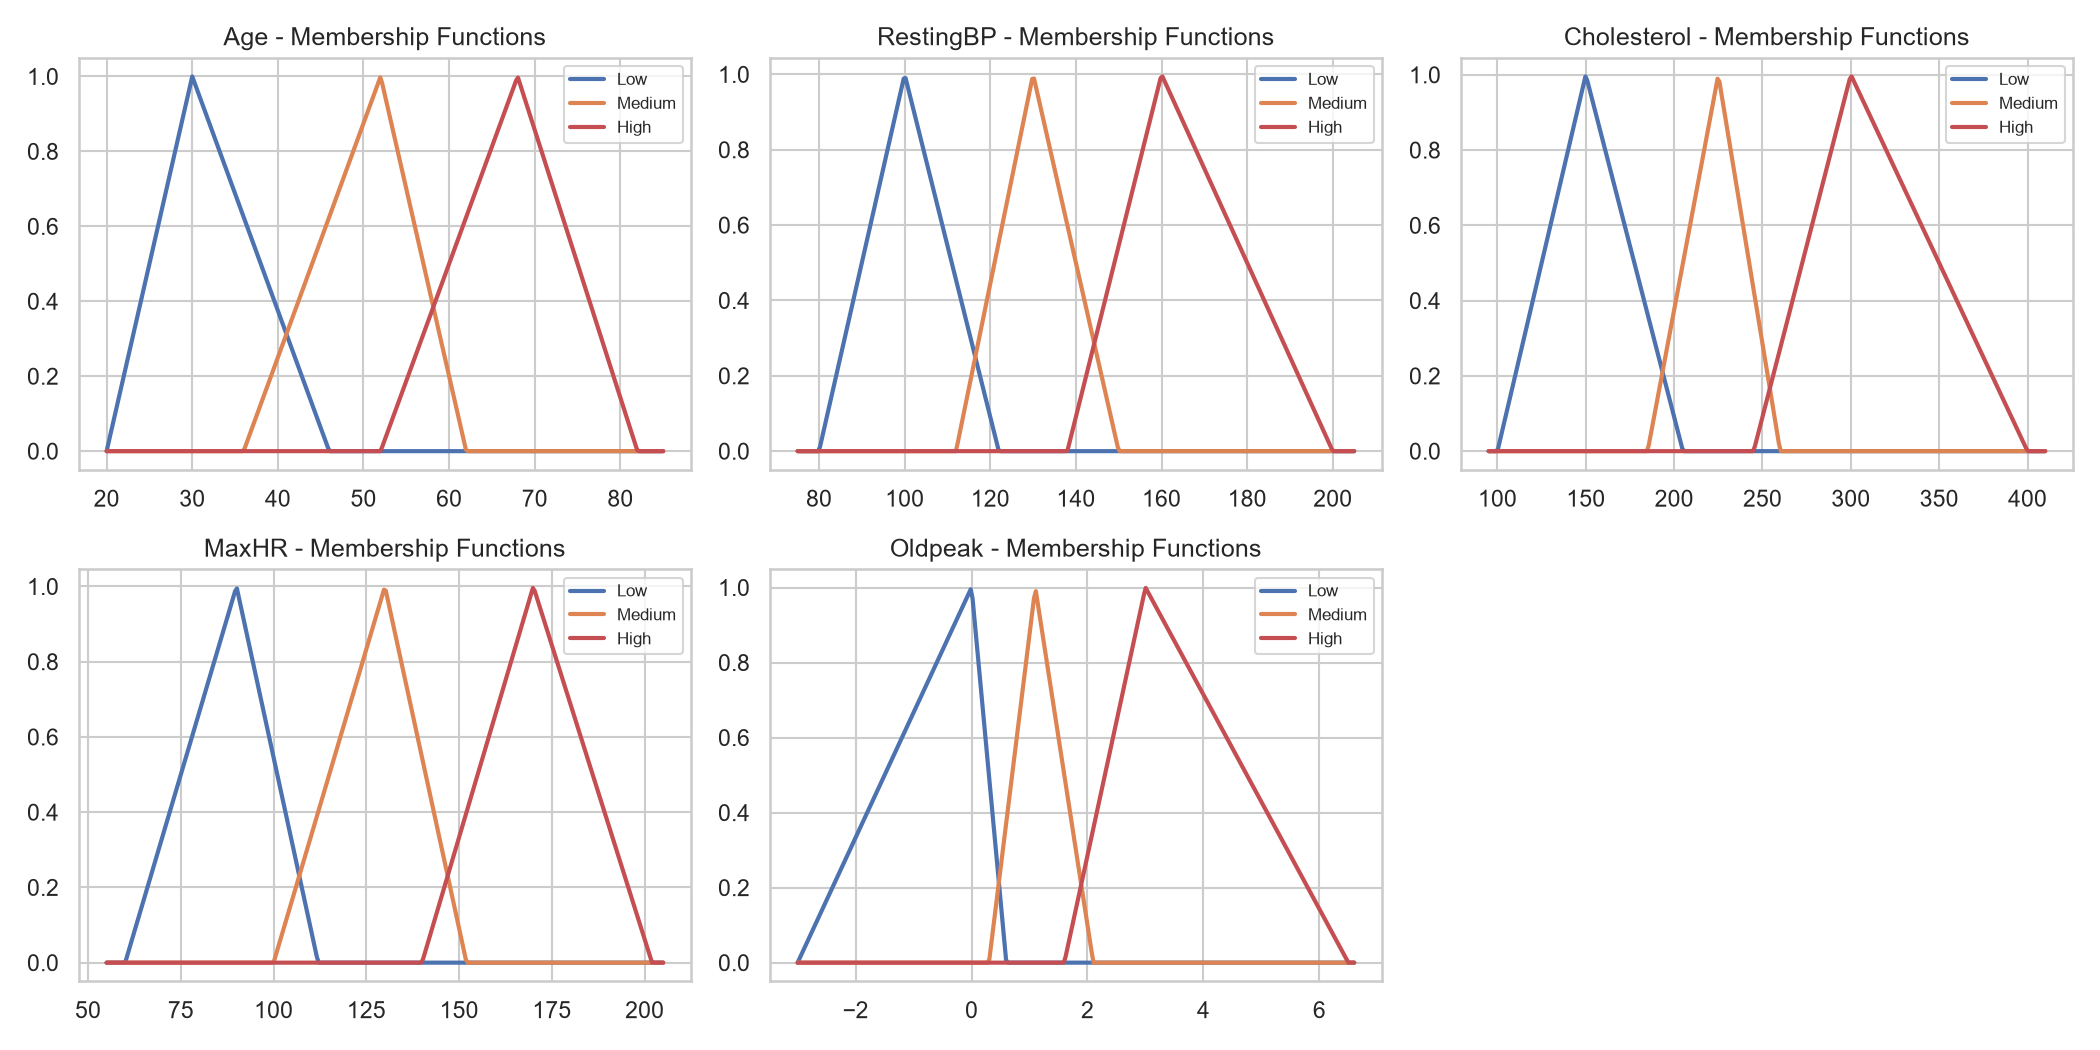 Age - Membership Functions
1.0
0.8
0.6
0.4
0.2
0.0
20 30 40 50 60 70 80
Low
Medium
High
RestingBP - Membership Functions
1.0
0.8
0.6
0.4
0.2
0.0
80 100 120 140 160 180 200
Low
Medium
High
Cholesterol - Membership Functions
1.0
0.8
0.6
0.4
0.2
0.0
100 150 200 250 300 350 400
Low
Medium
High
MaxHR - Membership Functions
1.0
0.8
0.6
0.4
0.2
0.0
50 75 100 125 150 175 200
Low
Medium
High
Oldpeak - Membership Functions
1.0
0.8
0.6
0.4
0.2
0.0
−2 0 2 4 6
Low
Medium
High